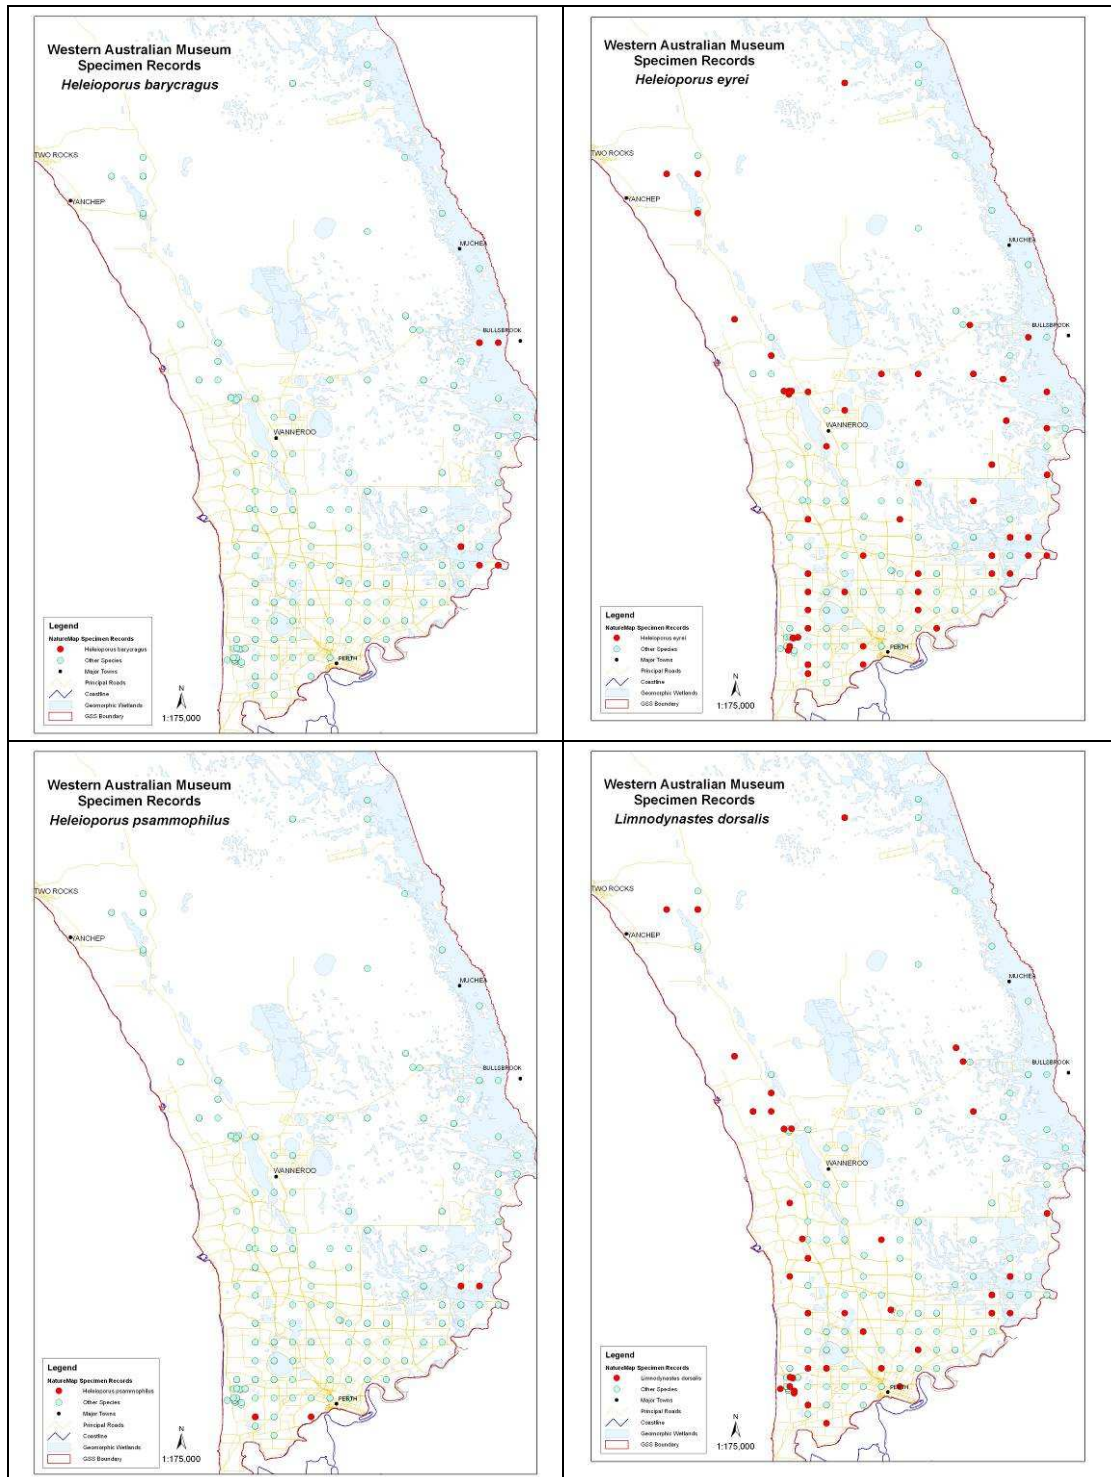 Western Australian Museum
Specimen Records
Heleioporus barycragus
TWO ROCKS
YANCHEP
MUCHEA
BULLSBROOK
WANNEROO
PERTH
Legend
NatureMap Specimen Records
Heleioporus barycragus
Other Species
Major Towns
Principal Roads
Coastline
Geomorphic Wetlands
GSS Boundary
N
1:175,000
Western Australian Museum
Specimen Records
Heleioporus eyrei
TWO ROCKS
YANCHEP
MUCHEA
BULLSBROOK
WANNEROO
PERTH
Legend
NatureMap Specimen Records
Heleioporus eyrei
Other Species
Major Towns
Principal Roads
Coastline
Geomorphic Wetlands
GSS Boundary
N
1:175,000
Western Australian Museum
Specimen Records
Heleioporus psammophilus
TWO ROCKS
YANCHEP
MUCHEA
BULLSBROOK
WANNEROO
PERTH
Legend
NatureMap Specimen Records
Heleioporus psammophilus
Other Species
Major Towns
Principal Roads
Coastline
Geomorphic Wetlands
GSS Boundary
N
1:175,000
Western Australian Museum
Specimen Records
Limnodynastes dorsalis
TWO ROCKS
YANCHEP
MUCHEA
BULLSBROOK
WANNEROO
PERTH
Legend
NatureMap Specimen Records
Limnodynastes dorsalis
Other Species
Major Towns
Principal Roads
Coastline
Geomorphic Wetlands
GSS Boundary
N
1:175,000